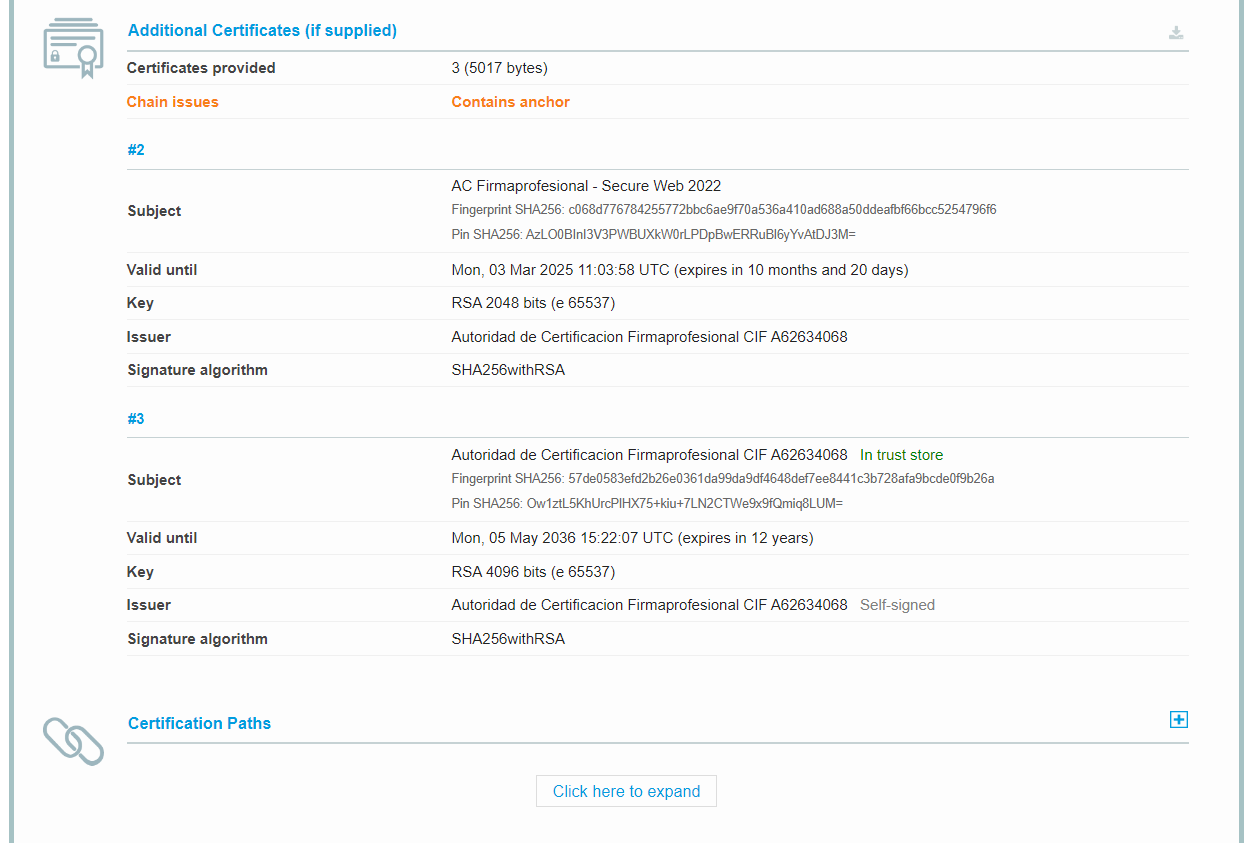 Additional Certificates (if supplied)
Certificates provided 3 (5017 bytes)
Chain issues Contains anchor
#2
Subject
AC Firmaprofesional - Secure Web 2022
Fingerprint SHA256: c068d776784255772bbc6ae9f70a536a410ad688a50ddeafbf66bcc5254796f6
Pin SHA256: AzLO0BInI3V3PWBUXkW0rLPDpBwERRuBl6yYvAtDJ3M=
Valid until Mon, 03 Mar 2025 11:03:58 UTC (expires in 10 months and 20 days)
Key RSA 2048 bits (e 65537)
Issuer Autoridad de Certificacion Firmaprofesional CIF A62634068
Signature algorithm SHA256withRSA
#3
Subject
Autoridad de Certificacion Firmaprofesional CIF A62634068 In trust store
Fingerprint SHA256: 57de0583efd2b26e0361da99da9df4648def7ee8441c3b728afa9bcde0f9b26a
Pin SHA256: Ow1ztL5KhUrcPIHX75+kiu+7LN2CTWe9x9fQmiq8LUM=
Valid until Mon, 05 May 2036 15:22:07 UTC (expires in 12 years)
Key RSA 4096 bits (e 65537)
Issuer Autoridad de Certificacion Firmaprofesional CIF A62634068 Self-signed
Signature algorithm SHA256withRSA
Certification Paths
Click here to expand